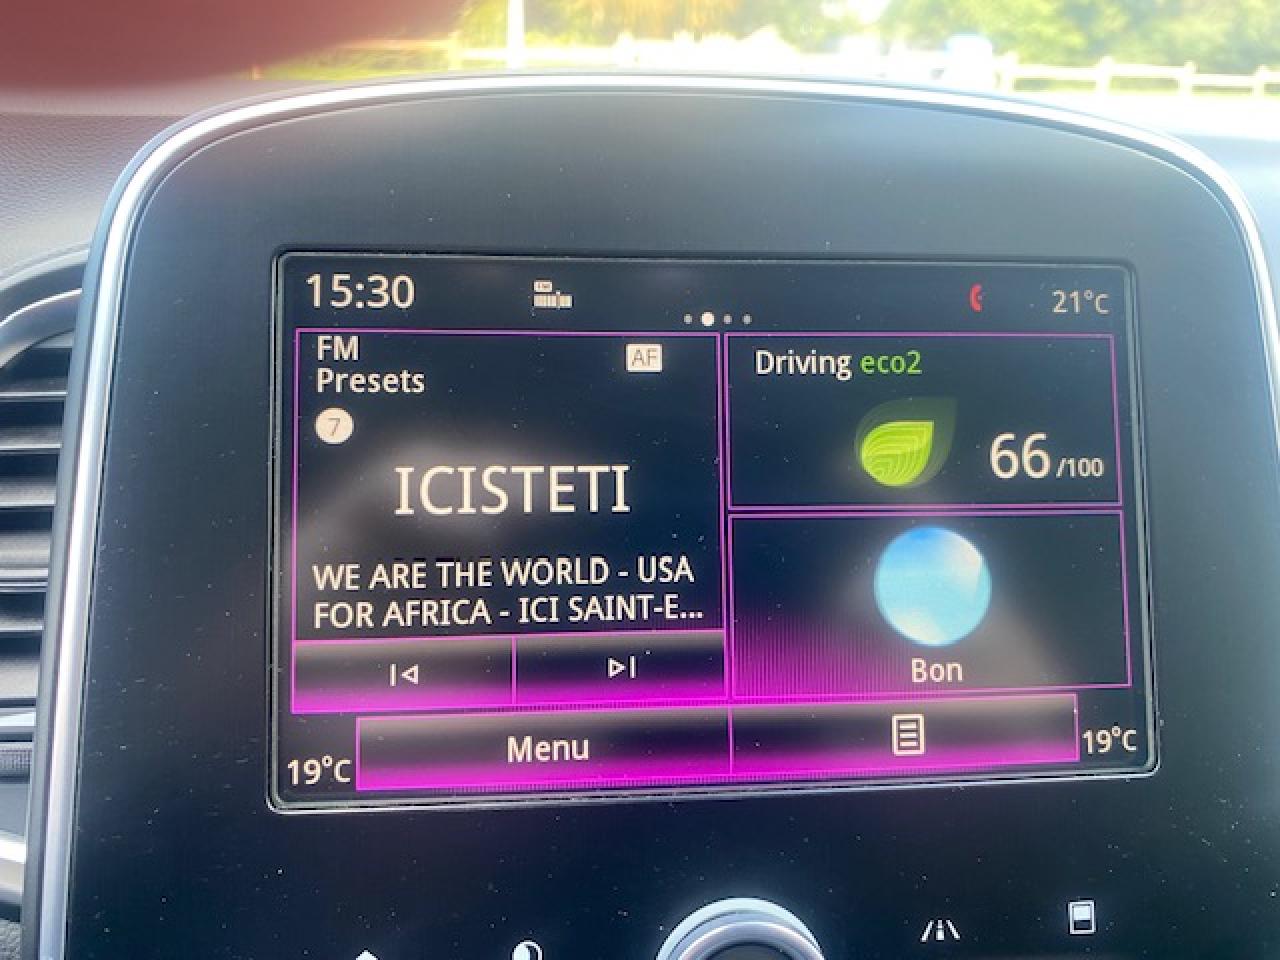 15:30
21°C
FM
Presets
AF
7
ICISTETI
WE ARE THE WORLD - USA
FOR AFRICA - ICI SAINT-E...
Driving eco2
66/100
Bon
19°C
Menu
19°C